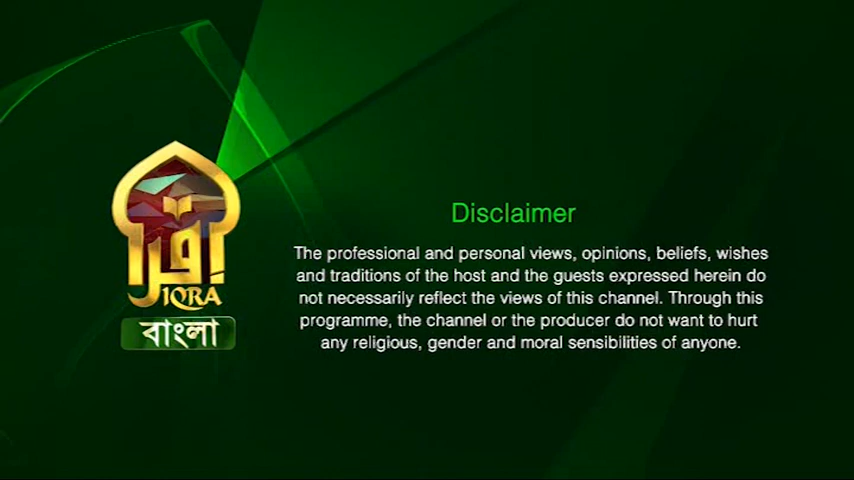 Disclaimer
The professional and personal views, opinions, beliefs, wishes
and traditions of the host and the guests expressed herein do
not necessarily reflect the views of this channel. Through this
programme, the channel or the producer do not want to hurt
any religious, gender and moral sensibilities of anyone.
اقرأ
IQRA
বাংলা